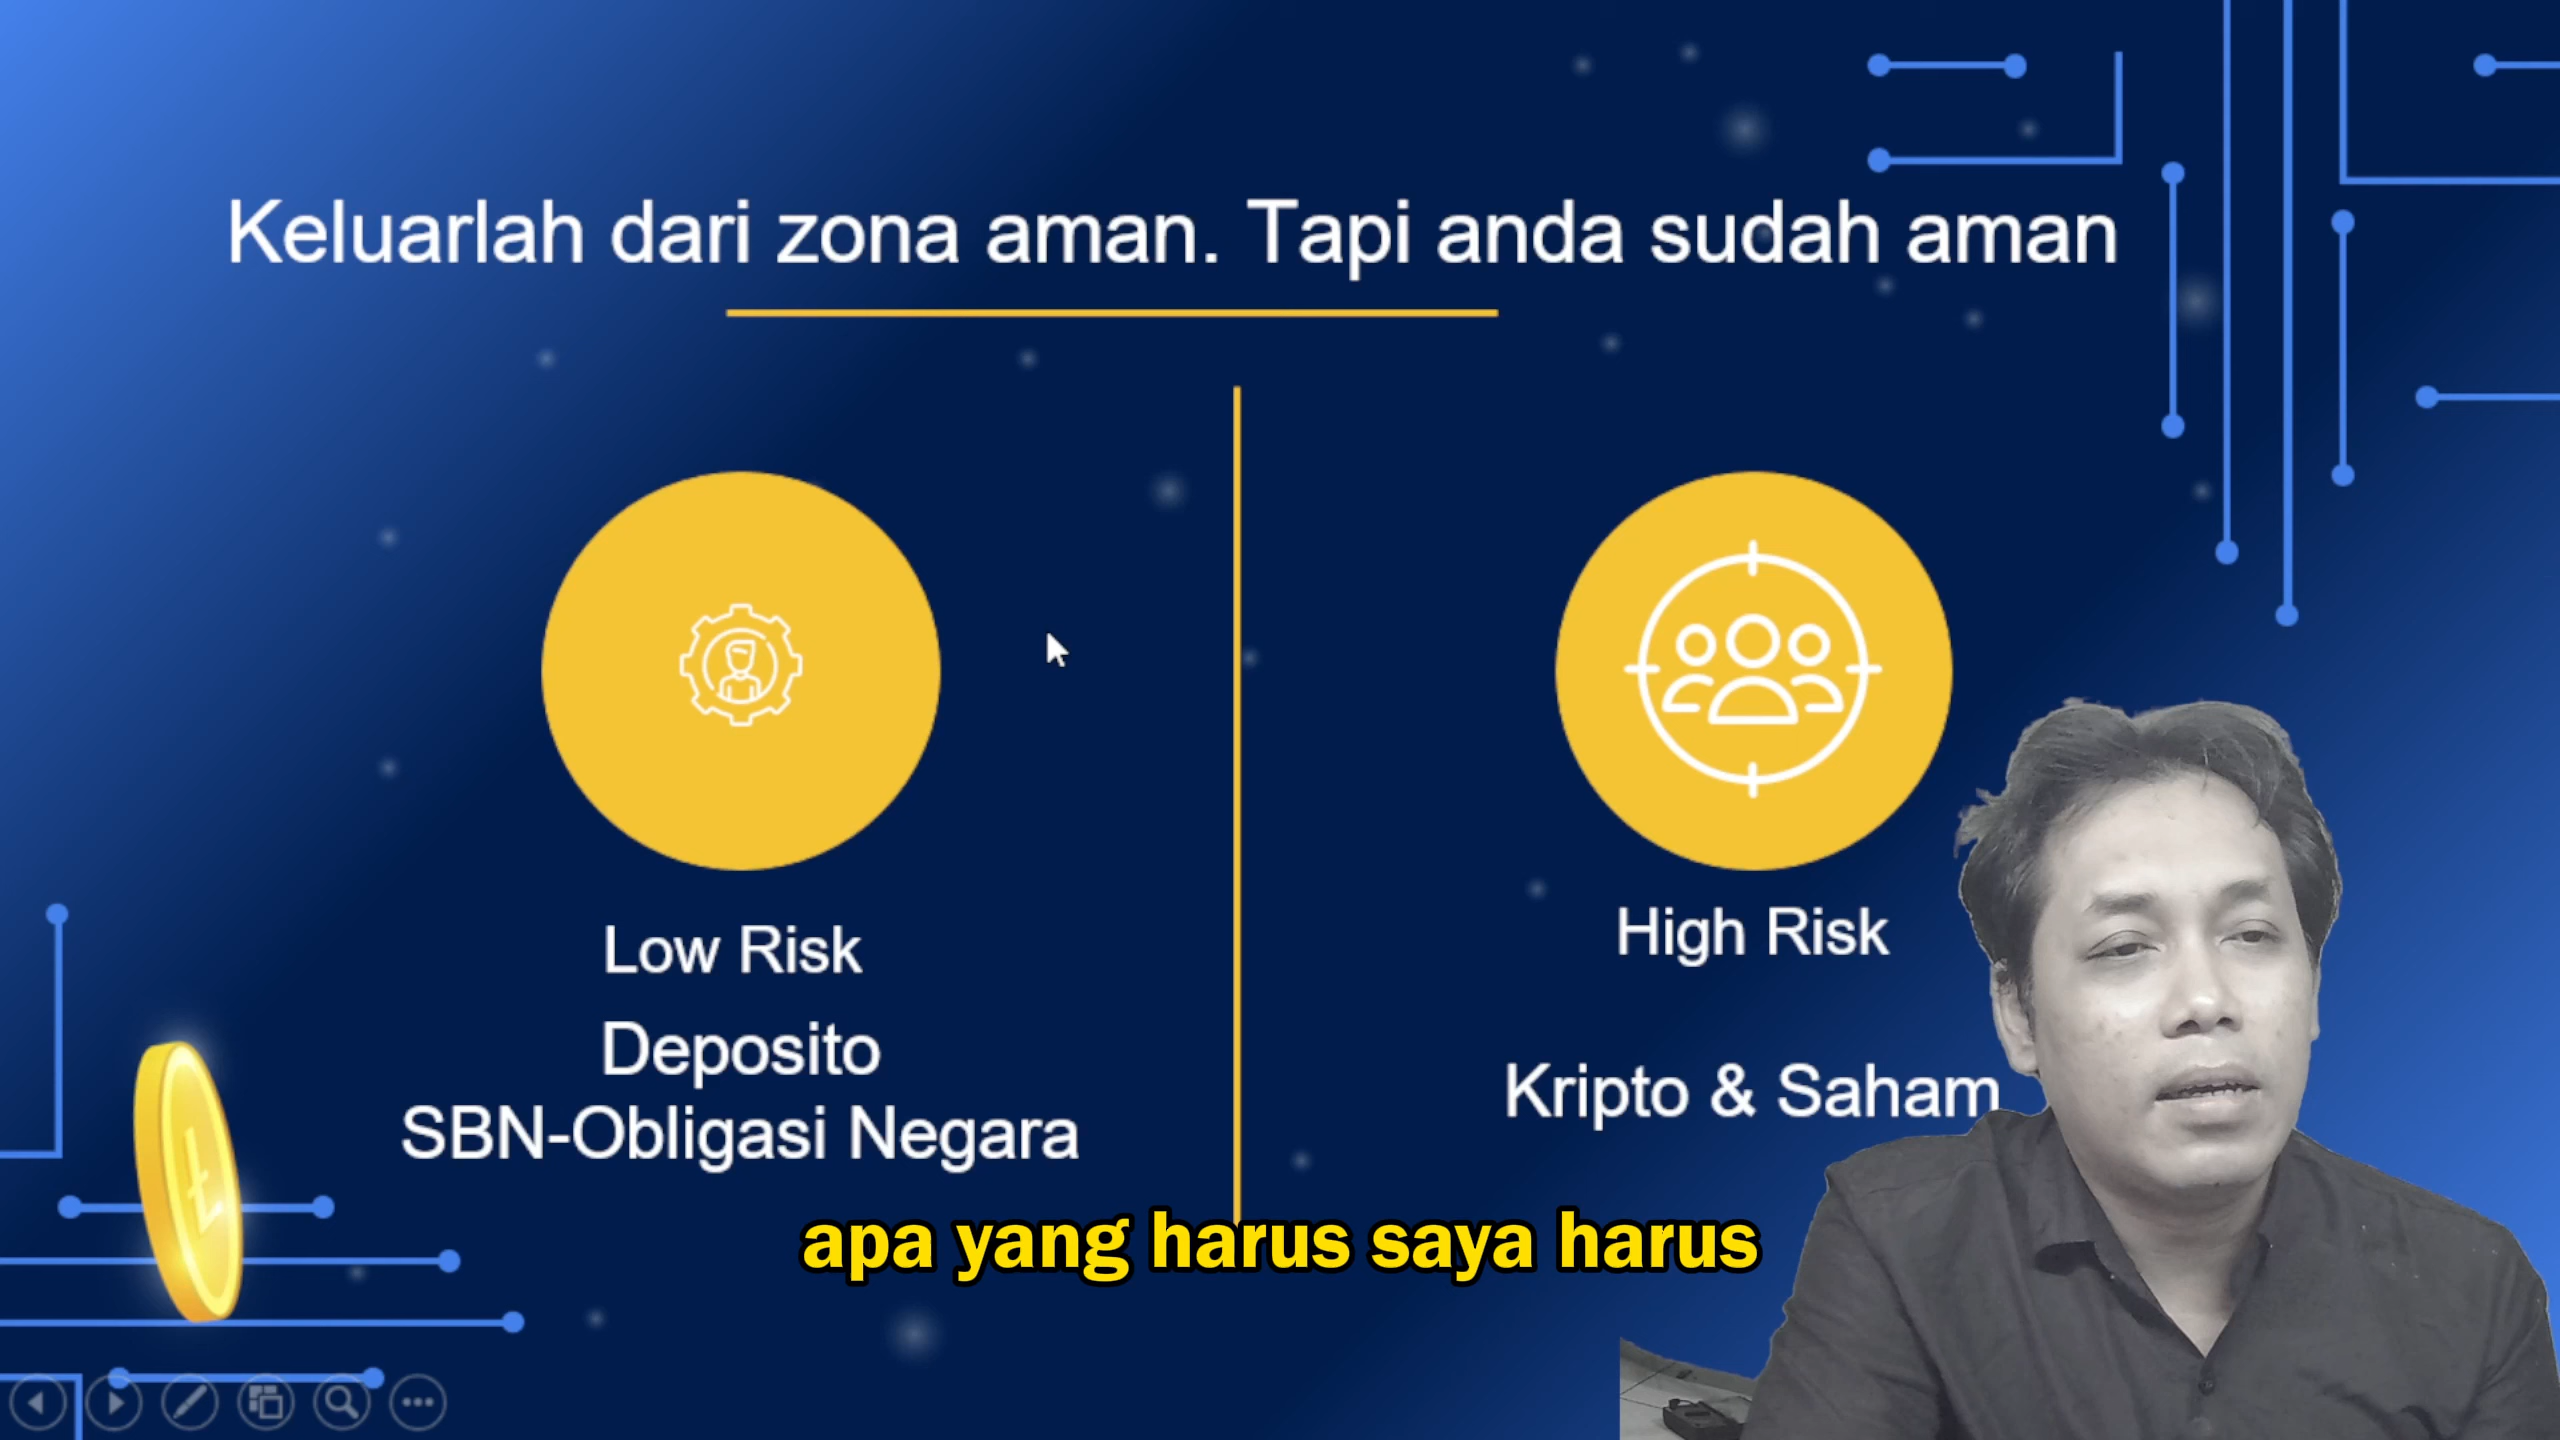 Keluarlah dari zona aman. Tapi anda sudah aman
Low Risk
Deposito
SBN-Obligasi Negara
High Risk
Kripto & Saham
apa yang harus saya harus